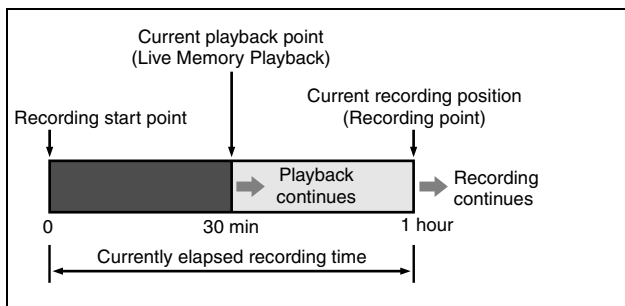 Current playback point
(Live Memory Playback)
Current recording position
(Recording point)
Recording start point
Playback
continues
Recording
continues
0
30 min
1 hour
Currently elapsed recording time